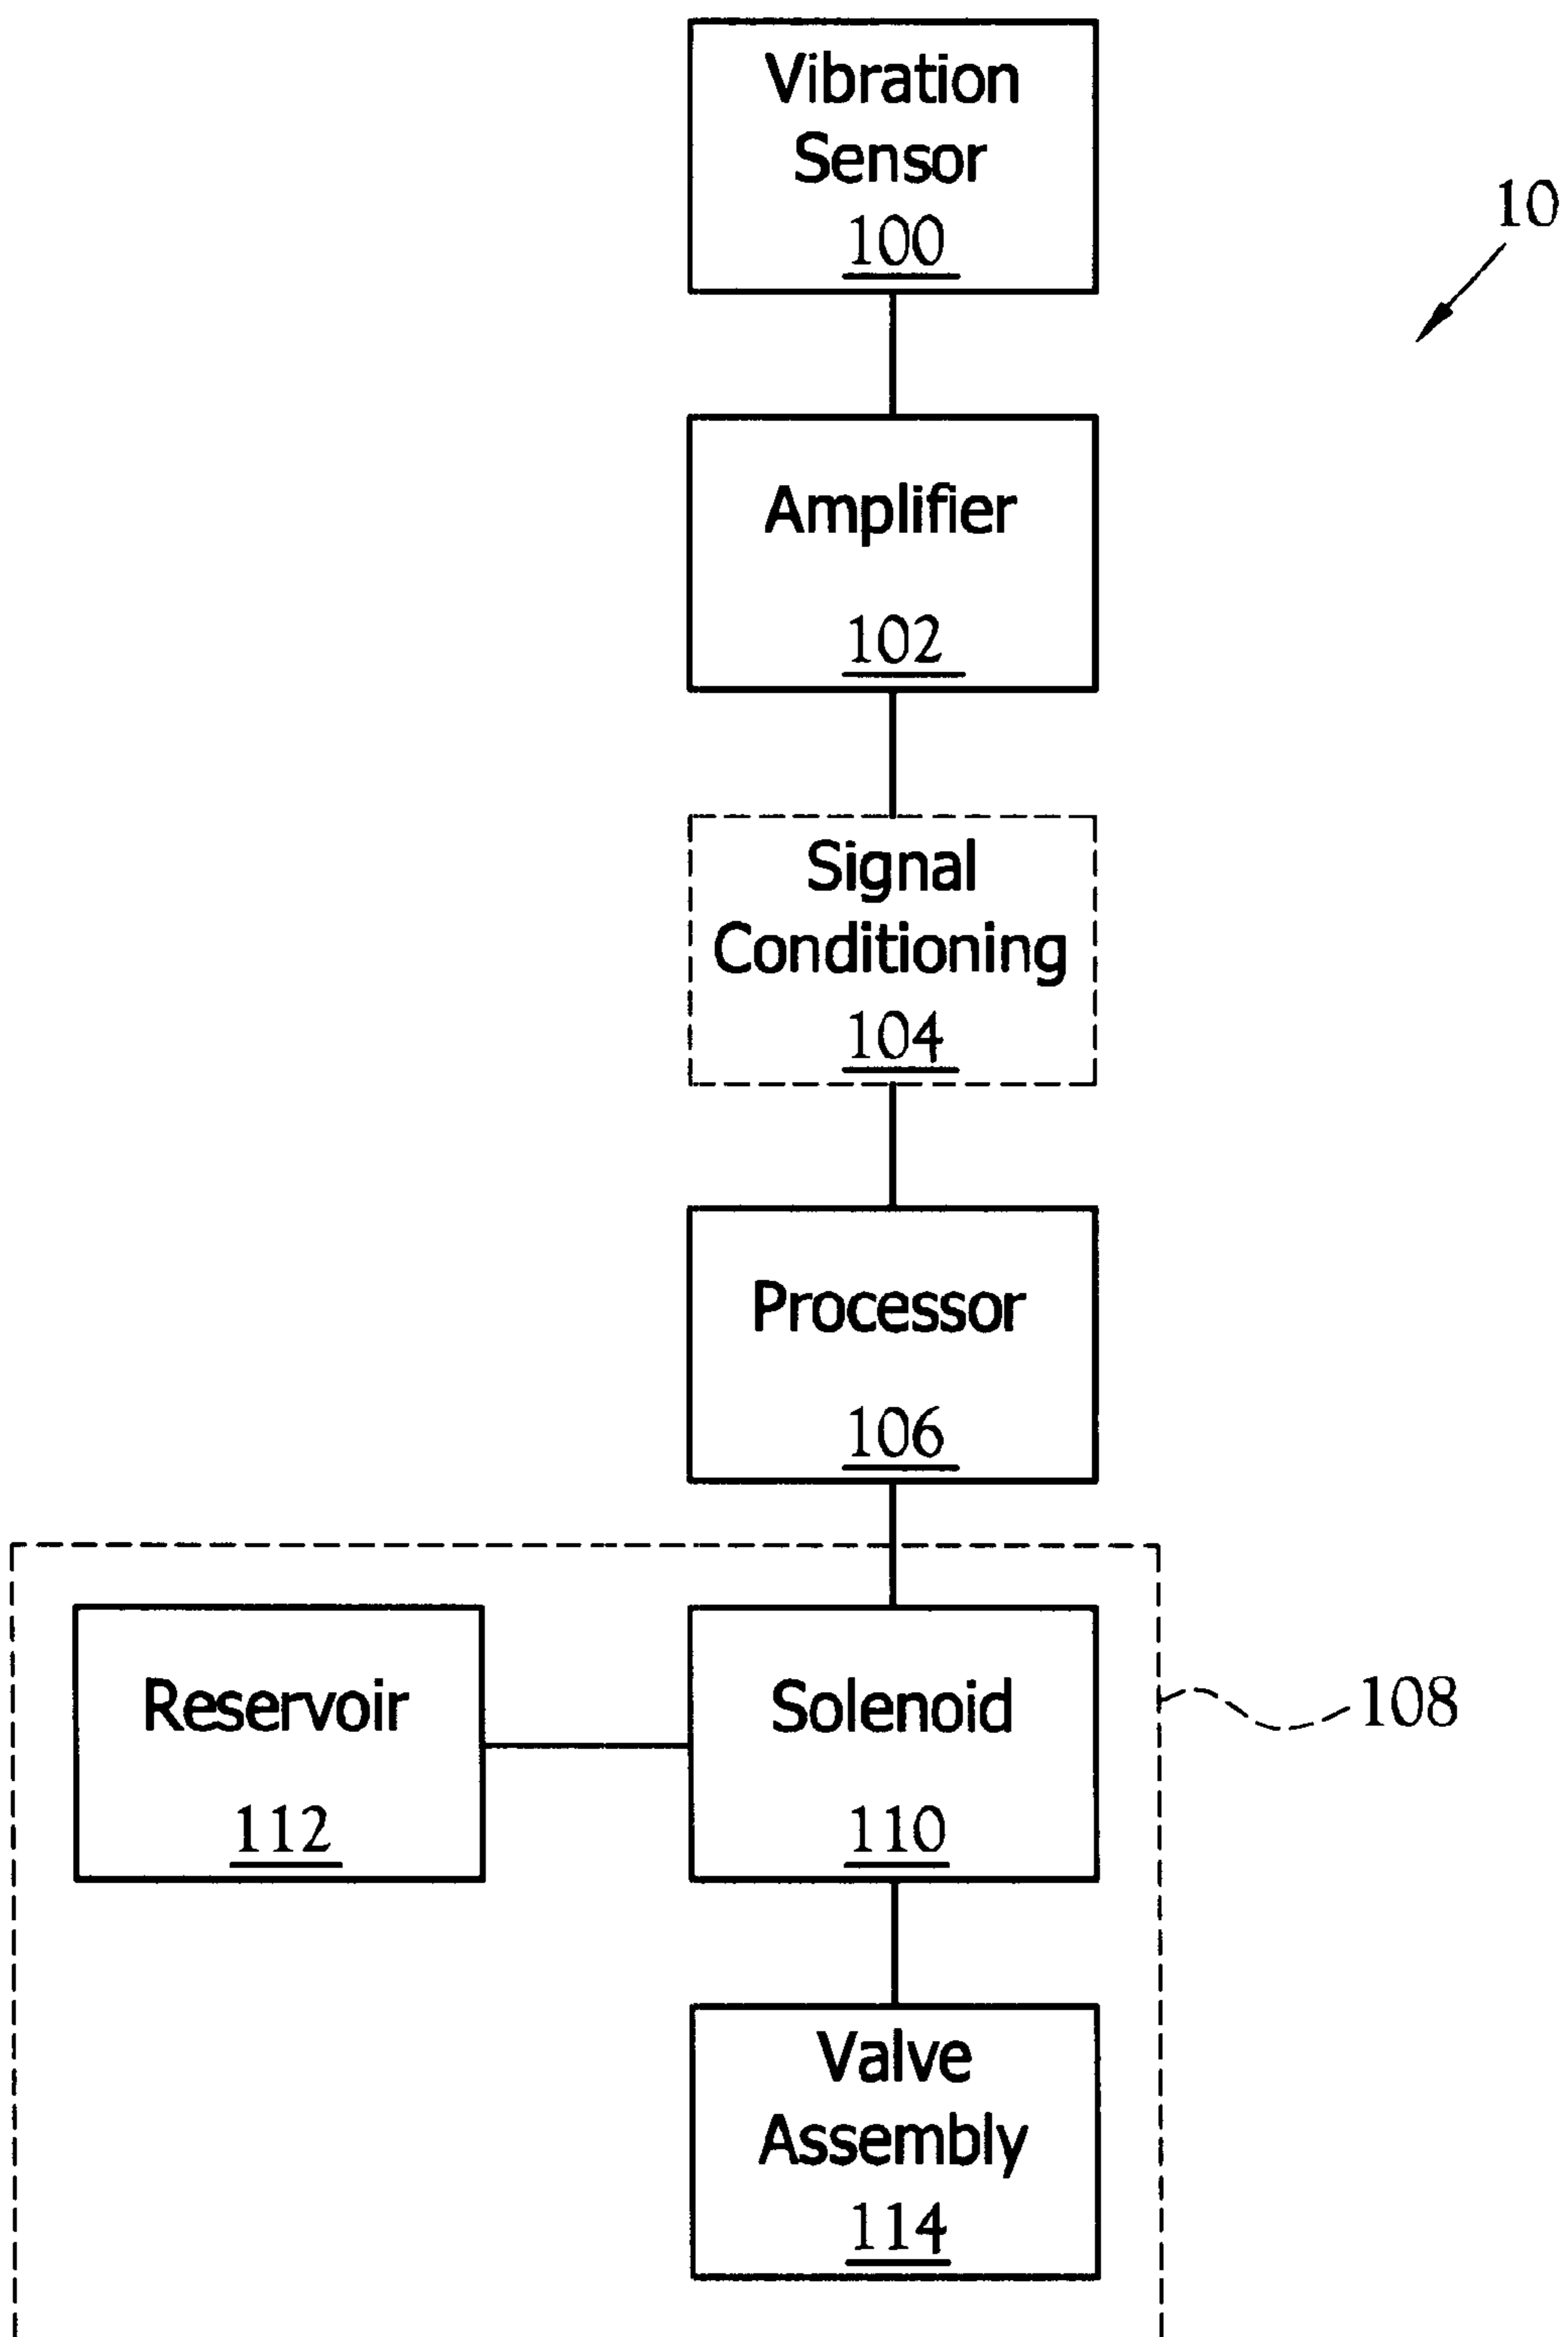 Vibration
Sensor
100
10
Amplifier
102
Signal
Conditioning
104
Processor
106
Reservoir
112
Solenoid
110
108
Valve
Assembly
114